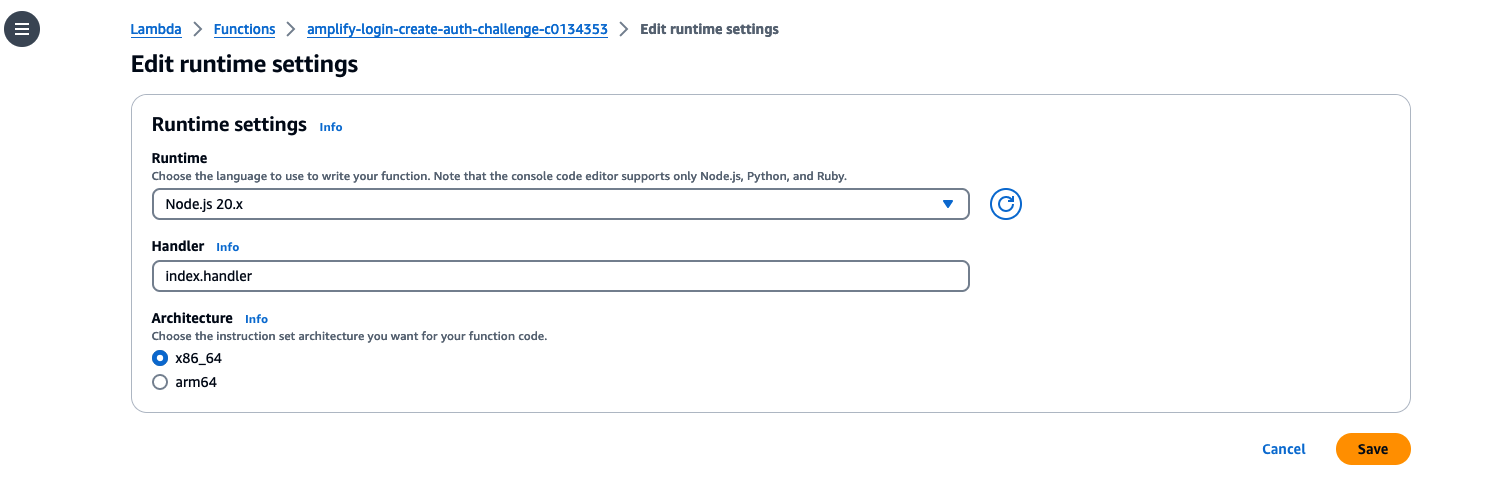 Lambda > Functions > amplify-login-create-auth-challenge-c0134353 > Edit runtime settings
Edit runtime settings
Runtime settings Info
Runtime
Choose the language to use to write your function. Note that the console code editor supports only Node.js, Python, and Ruby.
Node.js 20.x
Handler Info
index.handler
Architecture Info
Choose the instruction set architecture you want for your function code.
x86_64
arm64
Cancel Save